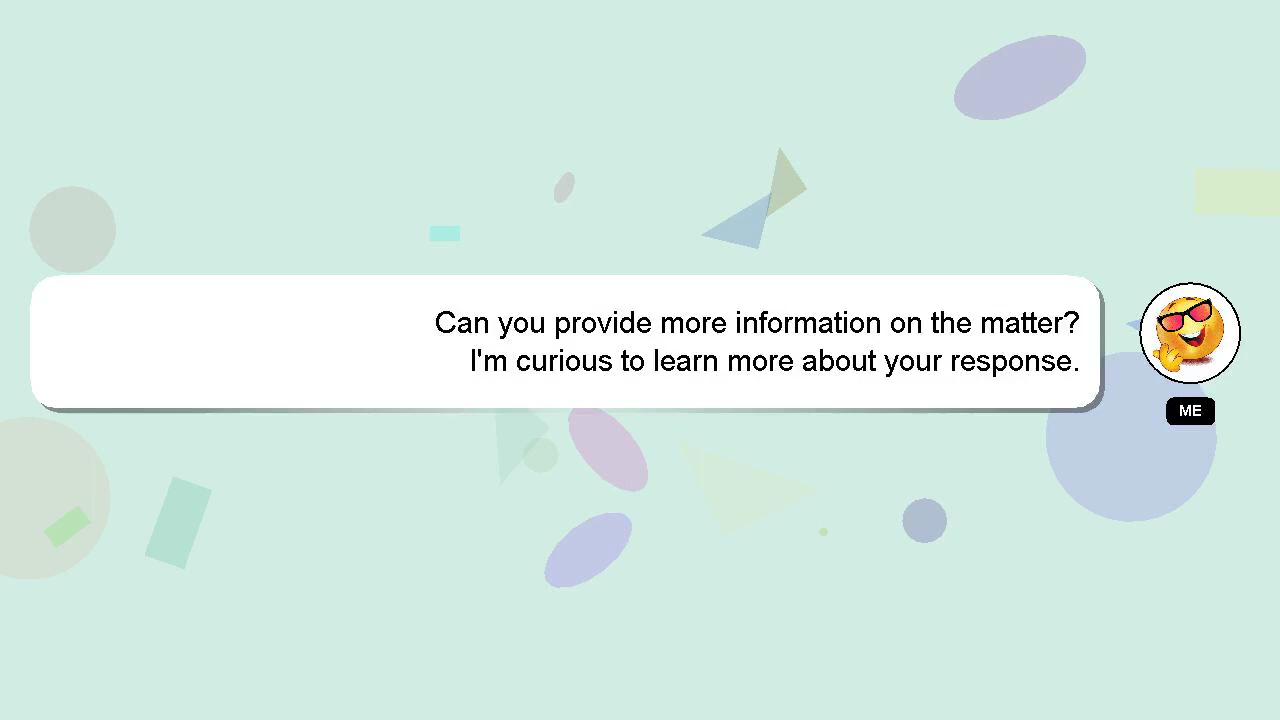 Can you provide more information on the matter?
I'm curious to learn more about your response.
ME